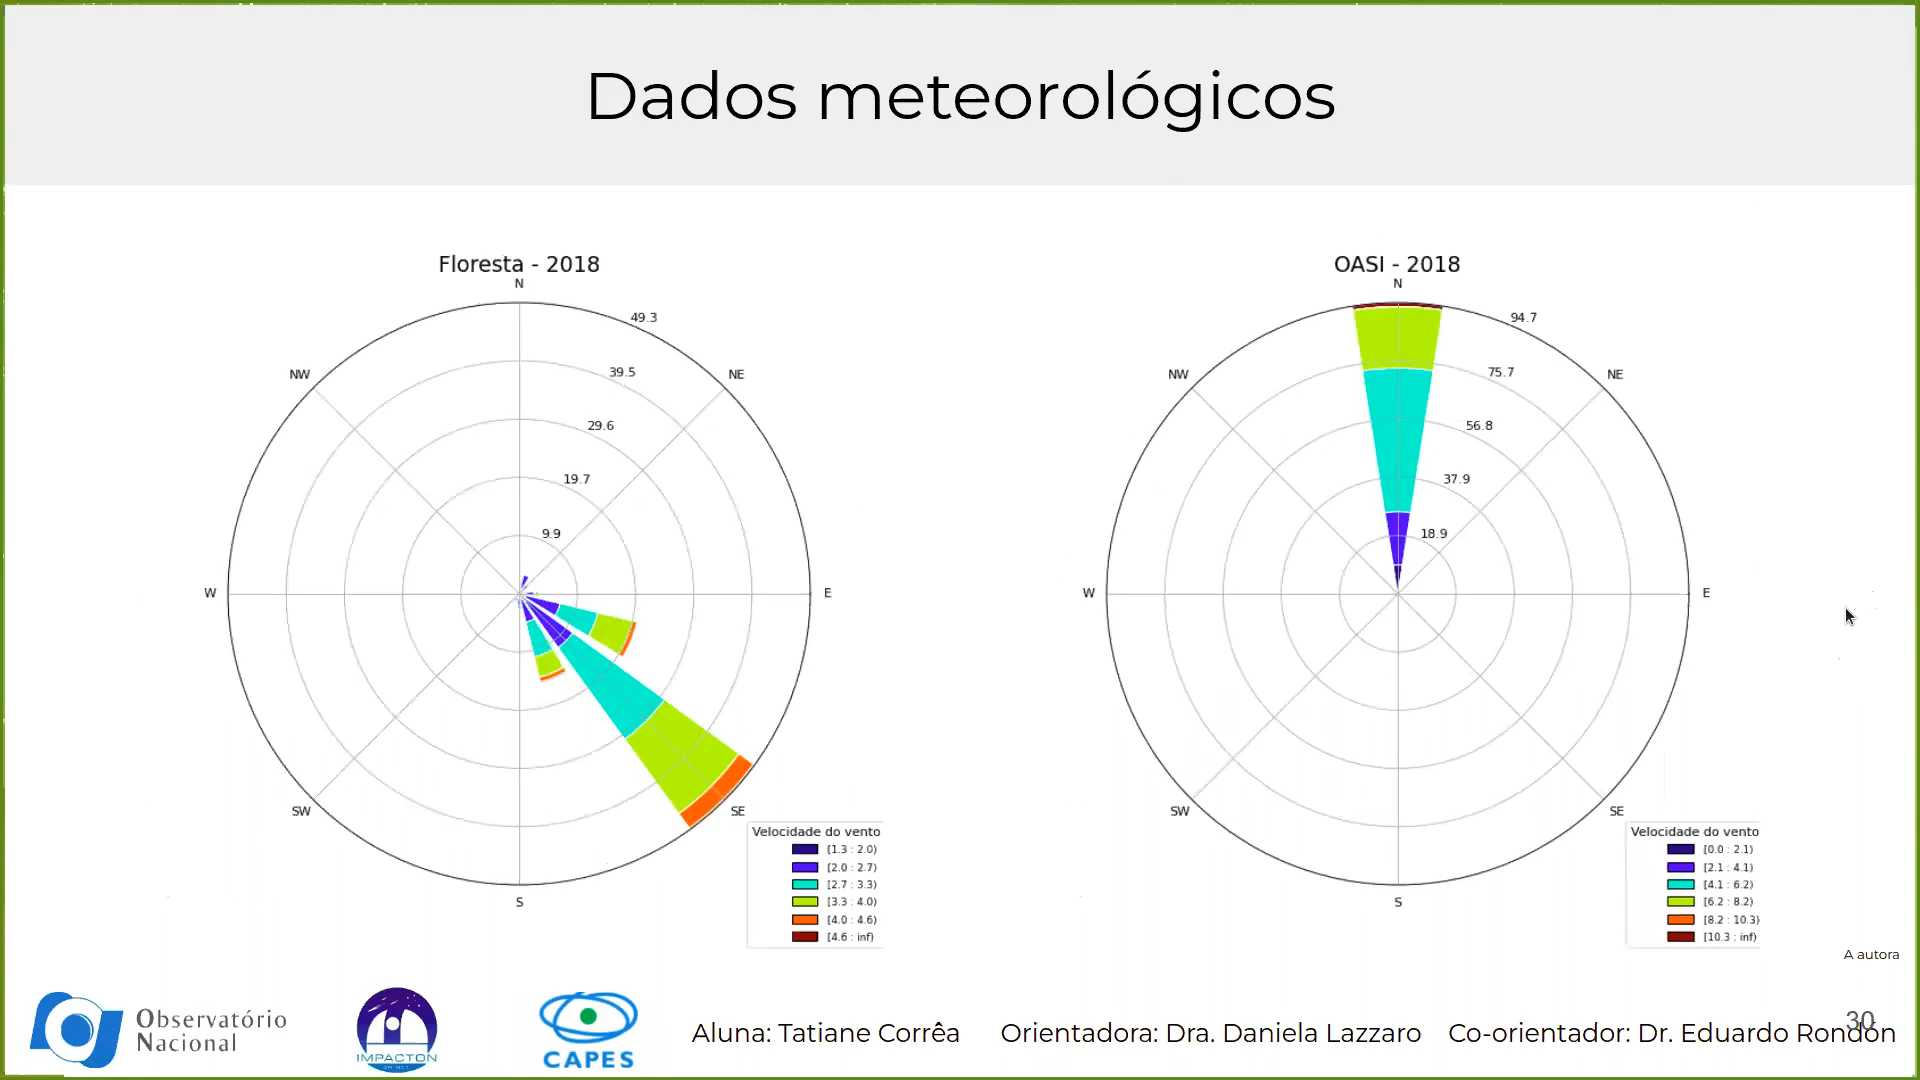 Dados meteorológicos
Floresta - 2018
N
49.3
39.5
29.6
19.7
9.9
NW
NE
W
E
SW
SE
S
Velocidade do vento
[1.3 : 2.0)
[2.0 : 2.7)
[2.7 : 3.3)
[3.3 : 4.0)
[4.0 : 4.6)
[4.6 : inf)
OASI - 2018
N
94.7
75.7
56.8
37.9
18.9
NW
NE
W
E
SW
SE
S
Velocidade do vento
[0.0 : 2.1)
[2.1 : 4.1)
[4.1 : 6.2)
[6.2 : 8.2)
[8.2 : 10.3)
[10.3 : inf)
A autora
Observatório
Nacional
IMPACTON
CAPES
Aluna: Tatiane Corrêa
Orientadora: Dra. Daniela Lazzaro
Co-orientador: Dr. Eduardo Rondón
30